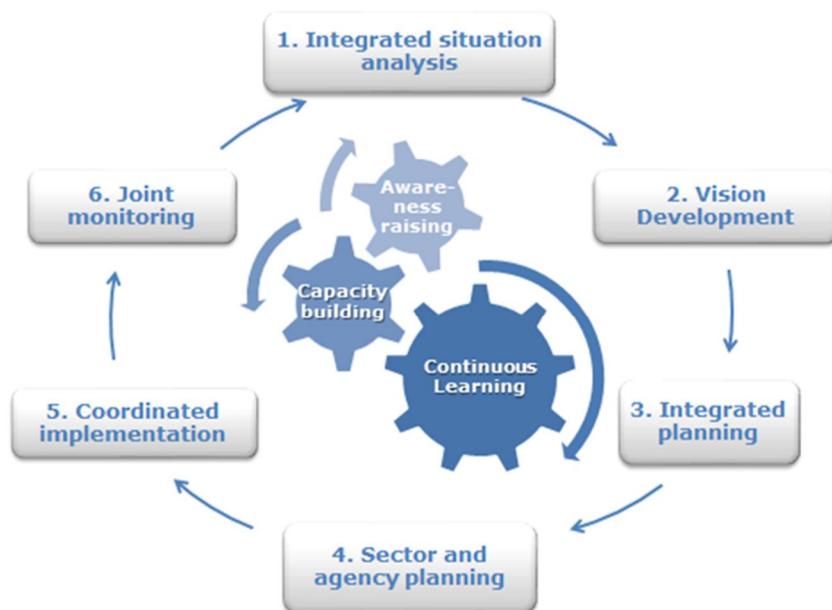 1. Integrated situation
analysis
2. Vision
Development
3. Integrated
planning
4. Sector and
agency planning
5. Coordinated
implementation
6. Joint
monitoring
Aware-
ness
raising
Capacity
building
Continuous
Learning